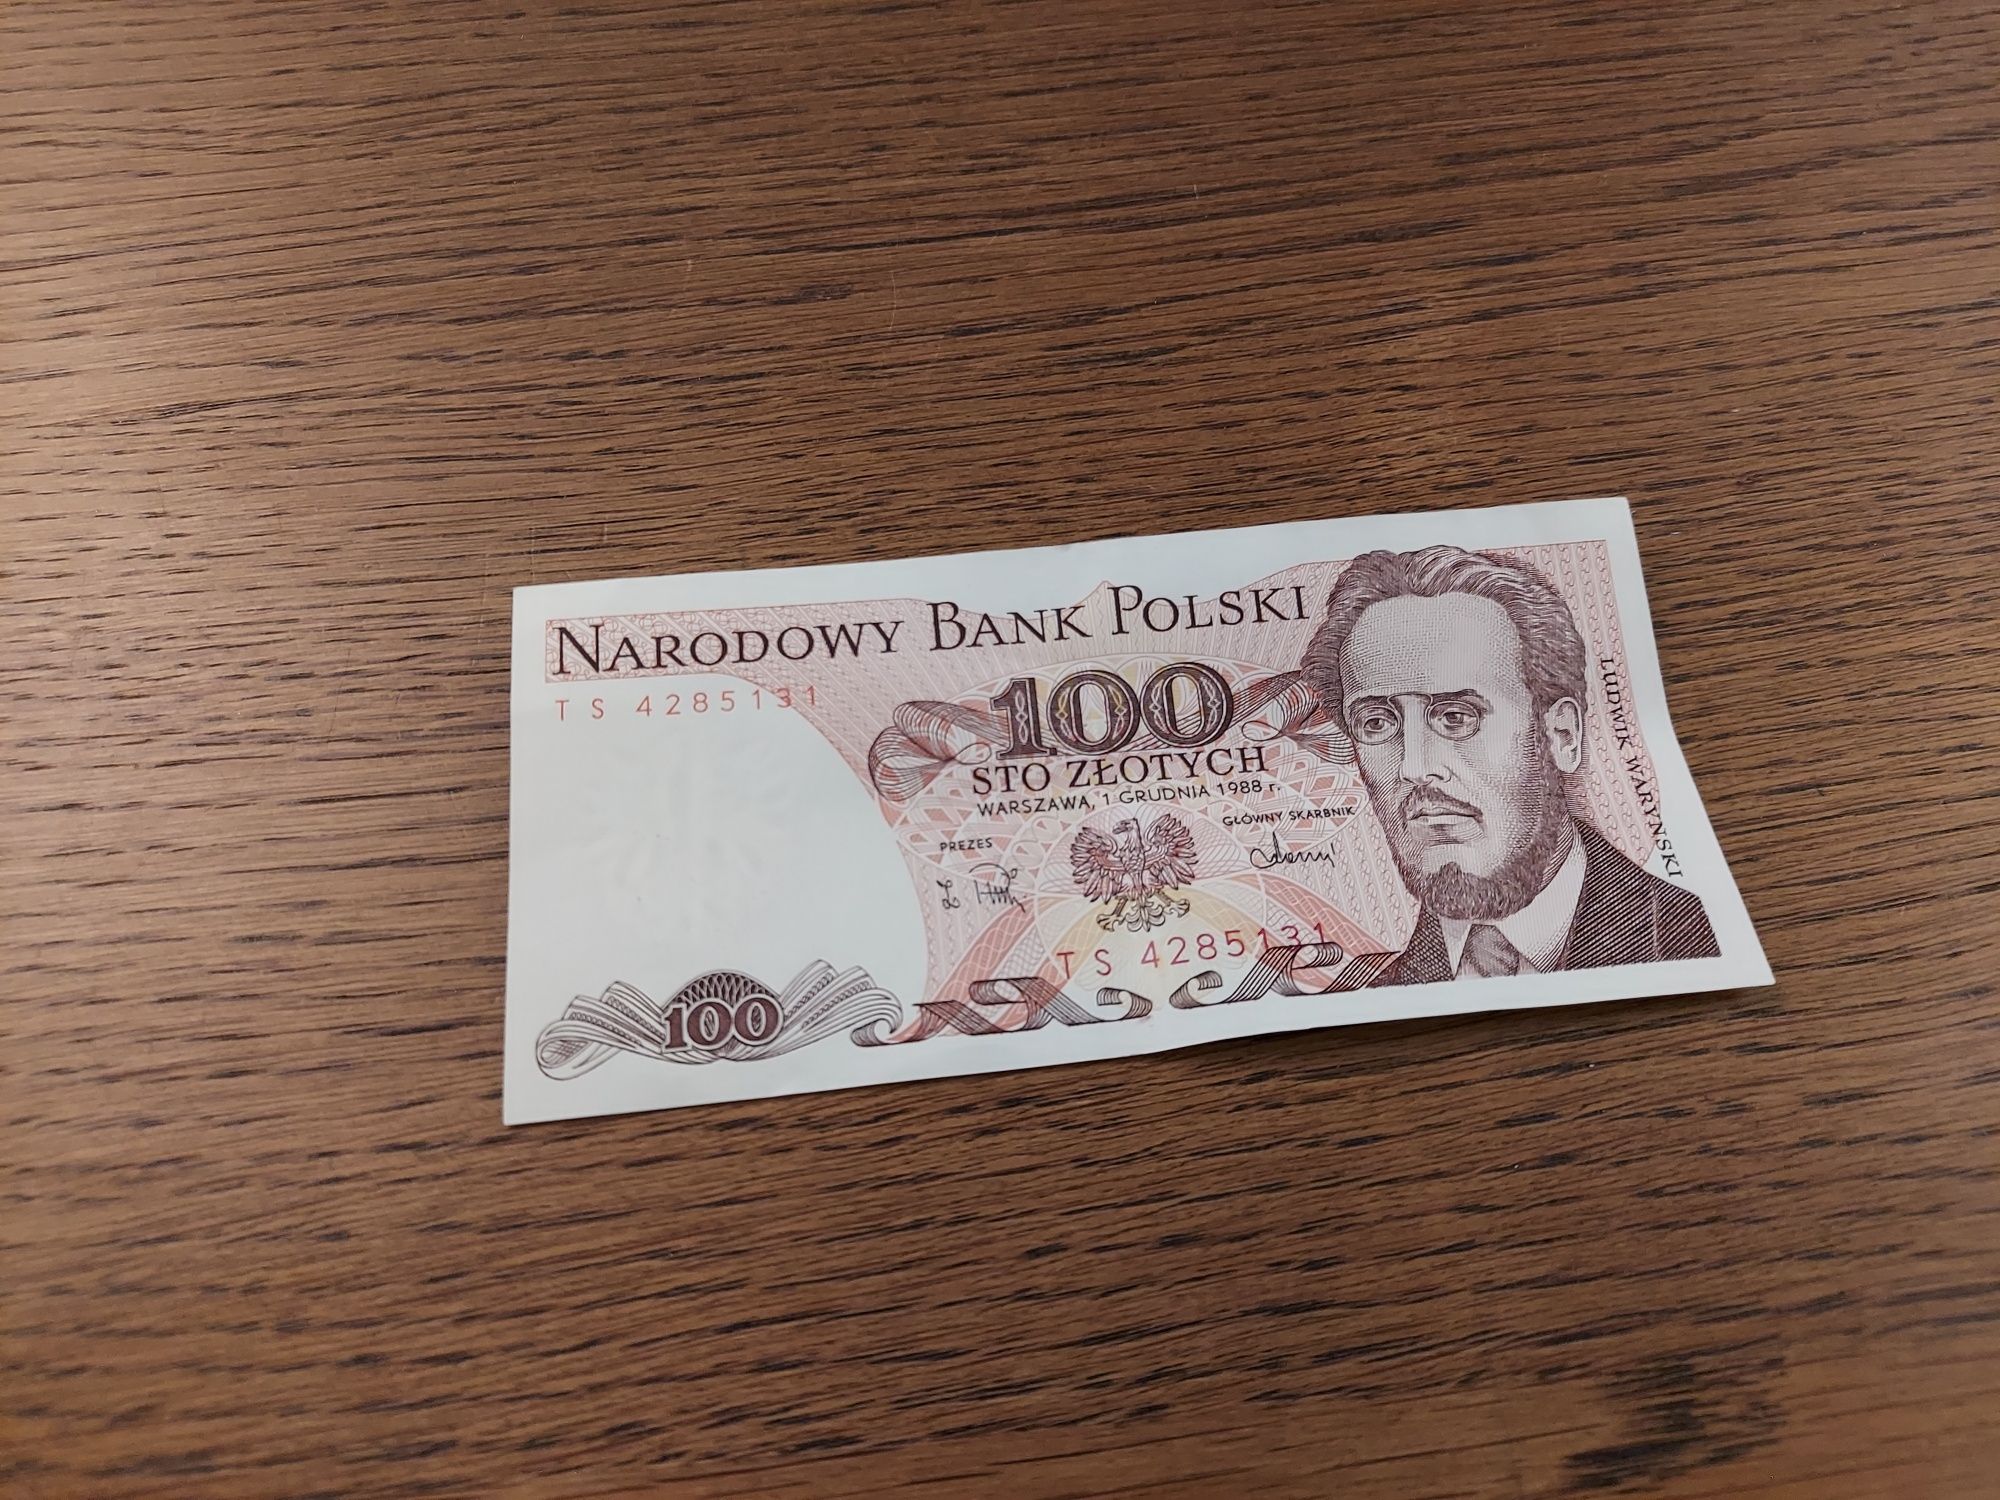 NARODOWY BANK POLSKI
TS 4285131
100
STO ZŁOTYCH
WARSZAWA, 1 GRUDNIA 1988 r.
PREZES
GŁÓWNY SKARBNIK
TS 4285131
100
LUDWIK WARYŃSKI